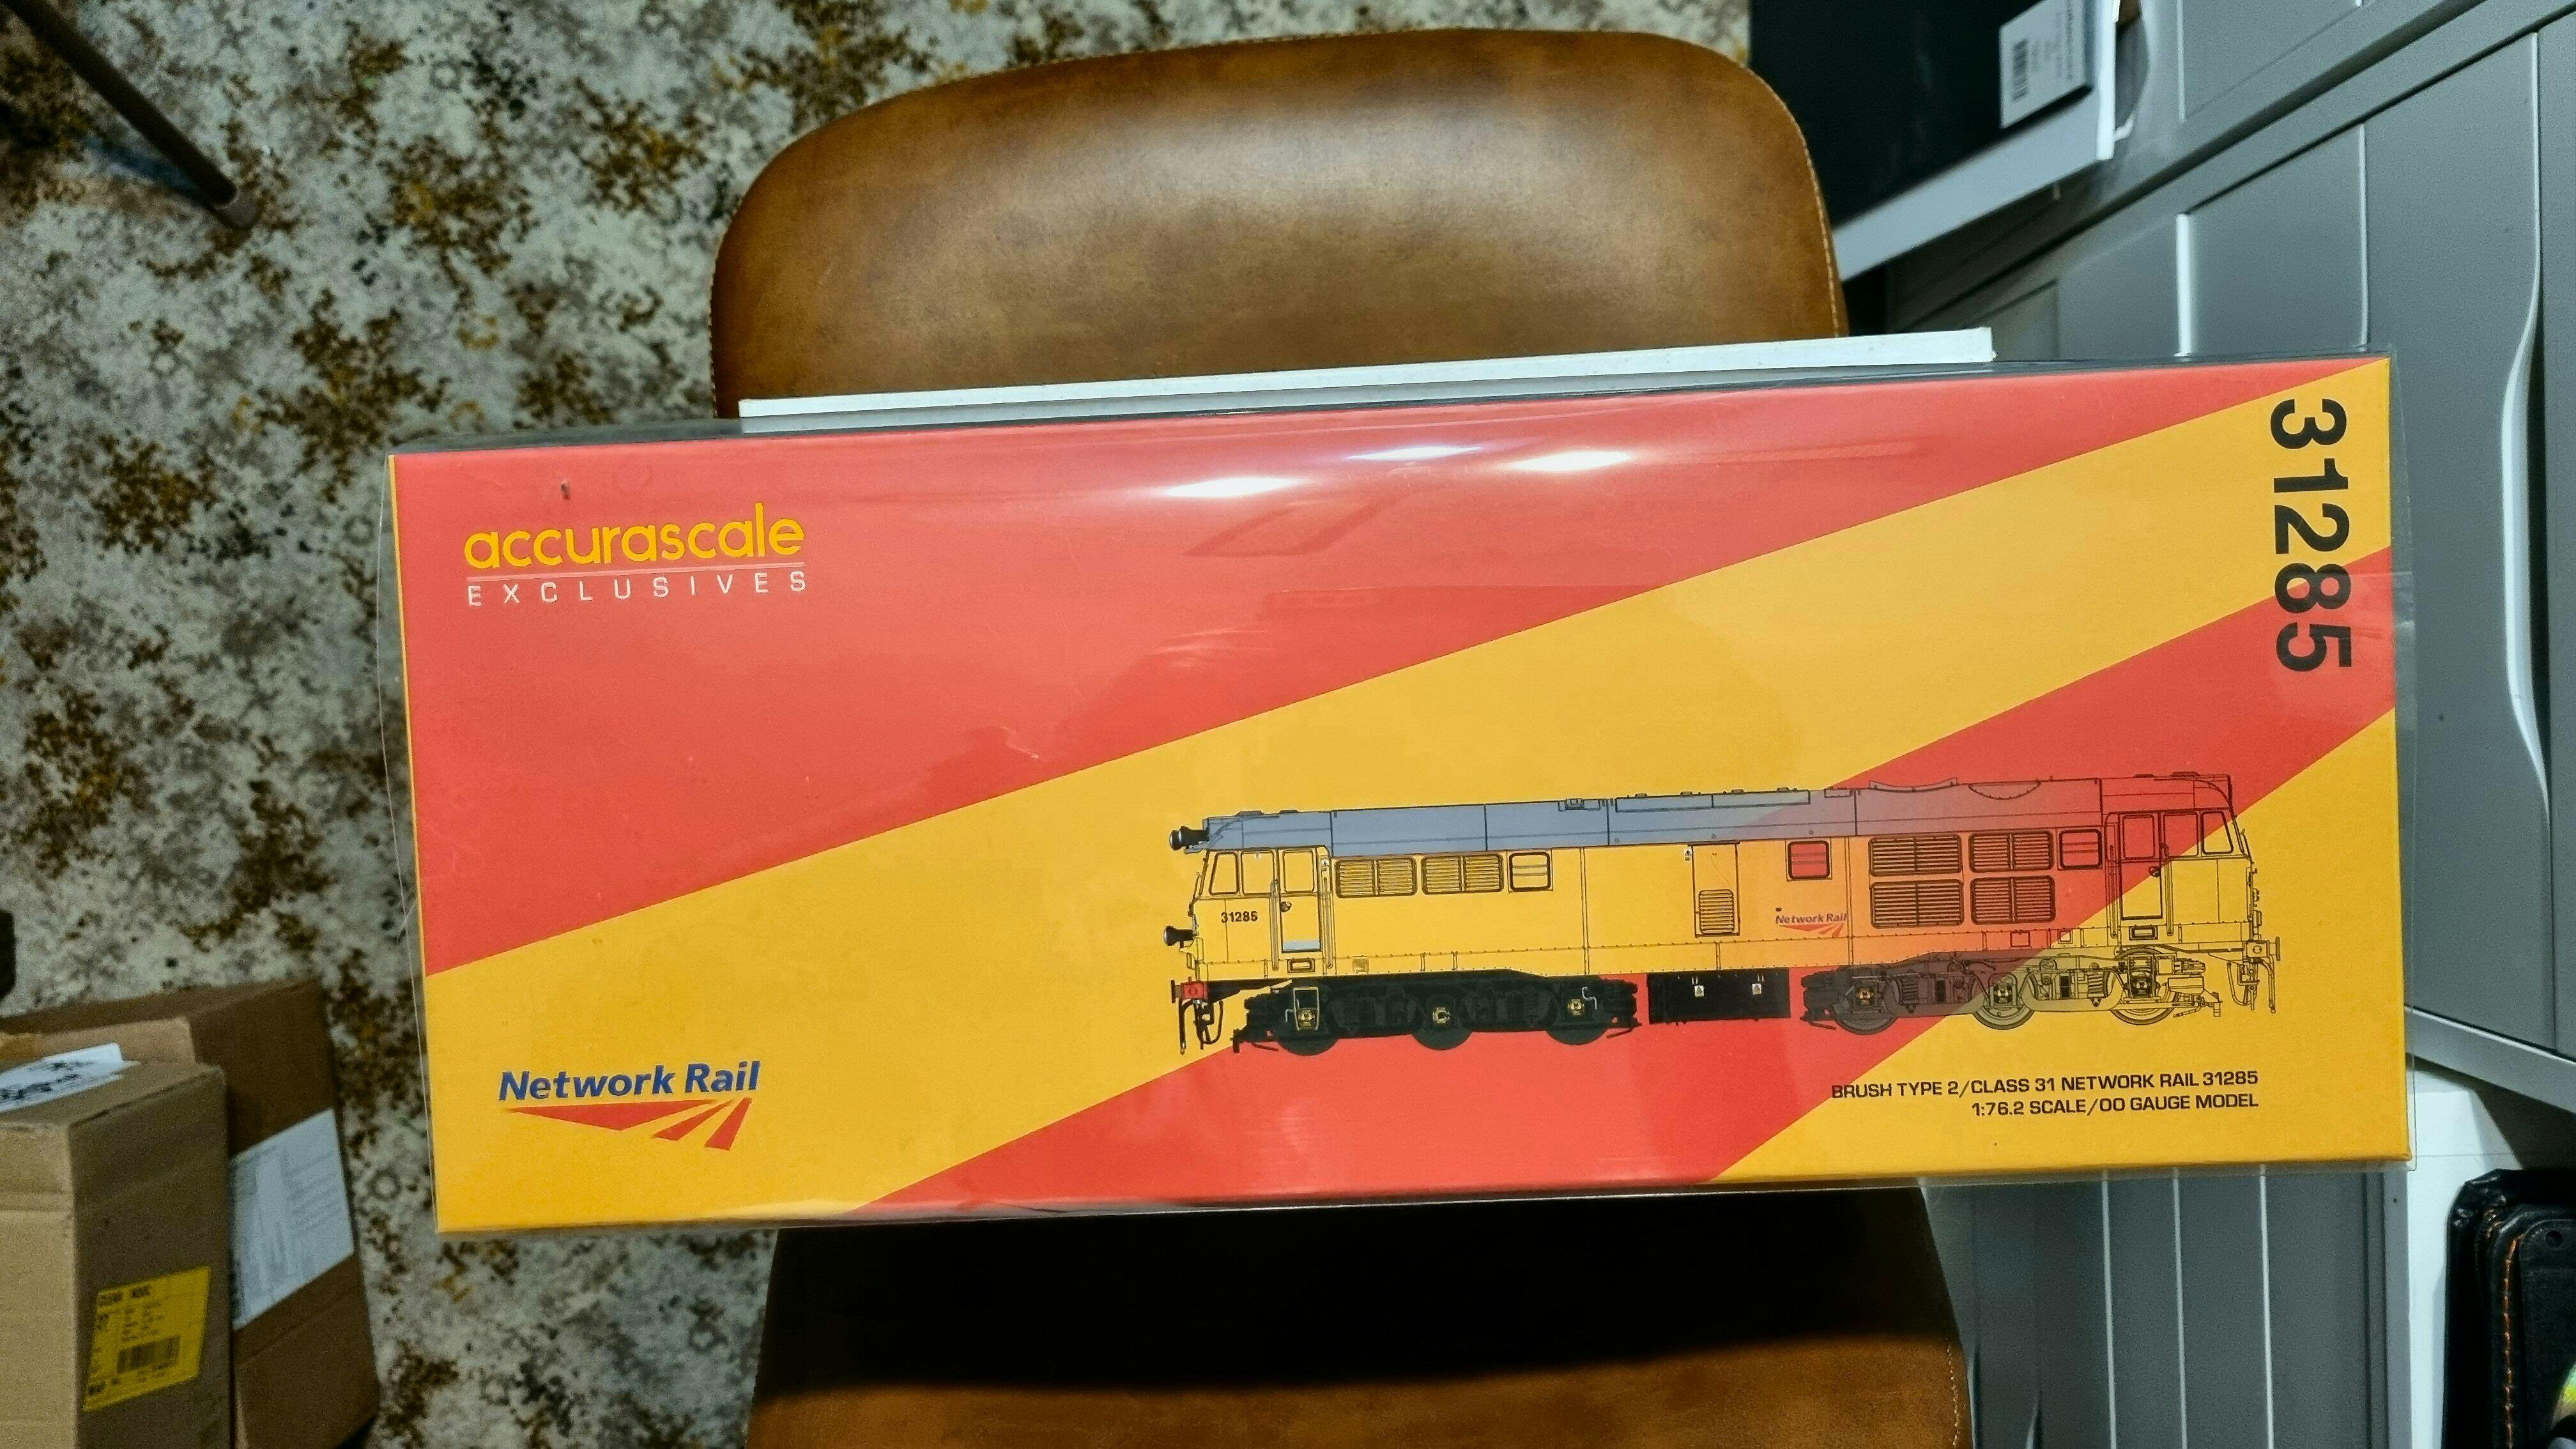 accurascale
EXCLUSIVES
31285
31285
Network Rail
Network Rail
BRUSH TYPE 2/CLASS 31 NETWORK RAIL 31285
1:76.2 SCALE/OO GAUGE MODEL